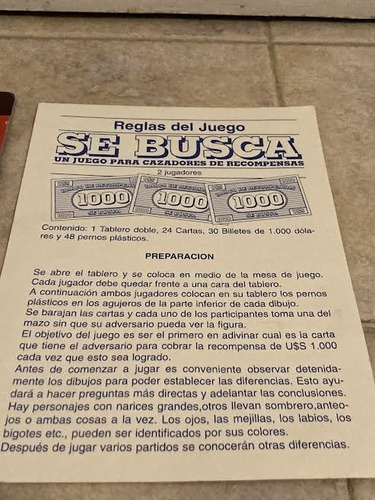 Reglas del Juego
SE BUSCA
UN JUEGO PARA CAZADORES DE RECOMPENSAS
2 jugadores
1000 1000 1000
SE BUSCA SE BUSCA SE BUSCA
Contenido: 1 Tablero doble, 24 Cartas, 30 Billetes de 1.000 dóla-
res y 48 pernos plásticos.
PREPARACION
Se abre el tablero y se coloca en medio de la mesa de juego.
Cada jugador debe quedar frente a una cara del tablero.
A continuación ambos jugadores colocan en su tablero los pernos
plásticos en los agujeros de la parte inferior de cada dibujo.
Se barajan las cartas y cada uno de los participantes toma una del
mazo sin que su adversario pueda ver la figura.
El objetivo del juego es ser el primero en adivinar cual es la carta
que tiene el adversario para cobrar la recompensa de U$S 1.000
cada vez que esto sea logrado.
Antes de comenzar a jugar es conveniente observar detenida-
mente los dibujos para poder establecer las diferencias. Esto ayu-
dará a hacer preguntas más directas y adelantar las conclusiones.
Hay personajes con narices grandes,otros llevan sombrero,anteo-
jos o ambas cosas a la vez. Los ojos, las mejillas, los labios, los
bigotes etc., pueden ser identificados por sus colores.
Después de jugar varios partidos se conocerán otras diferencias.